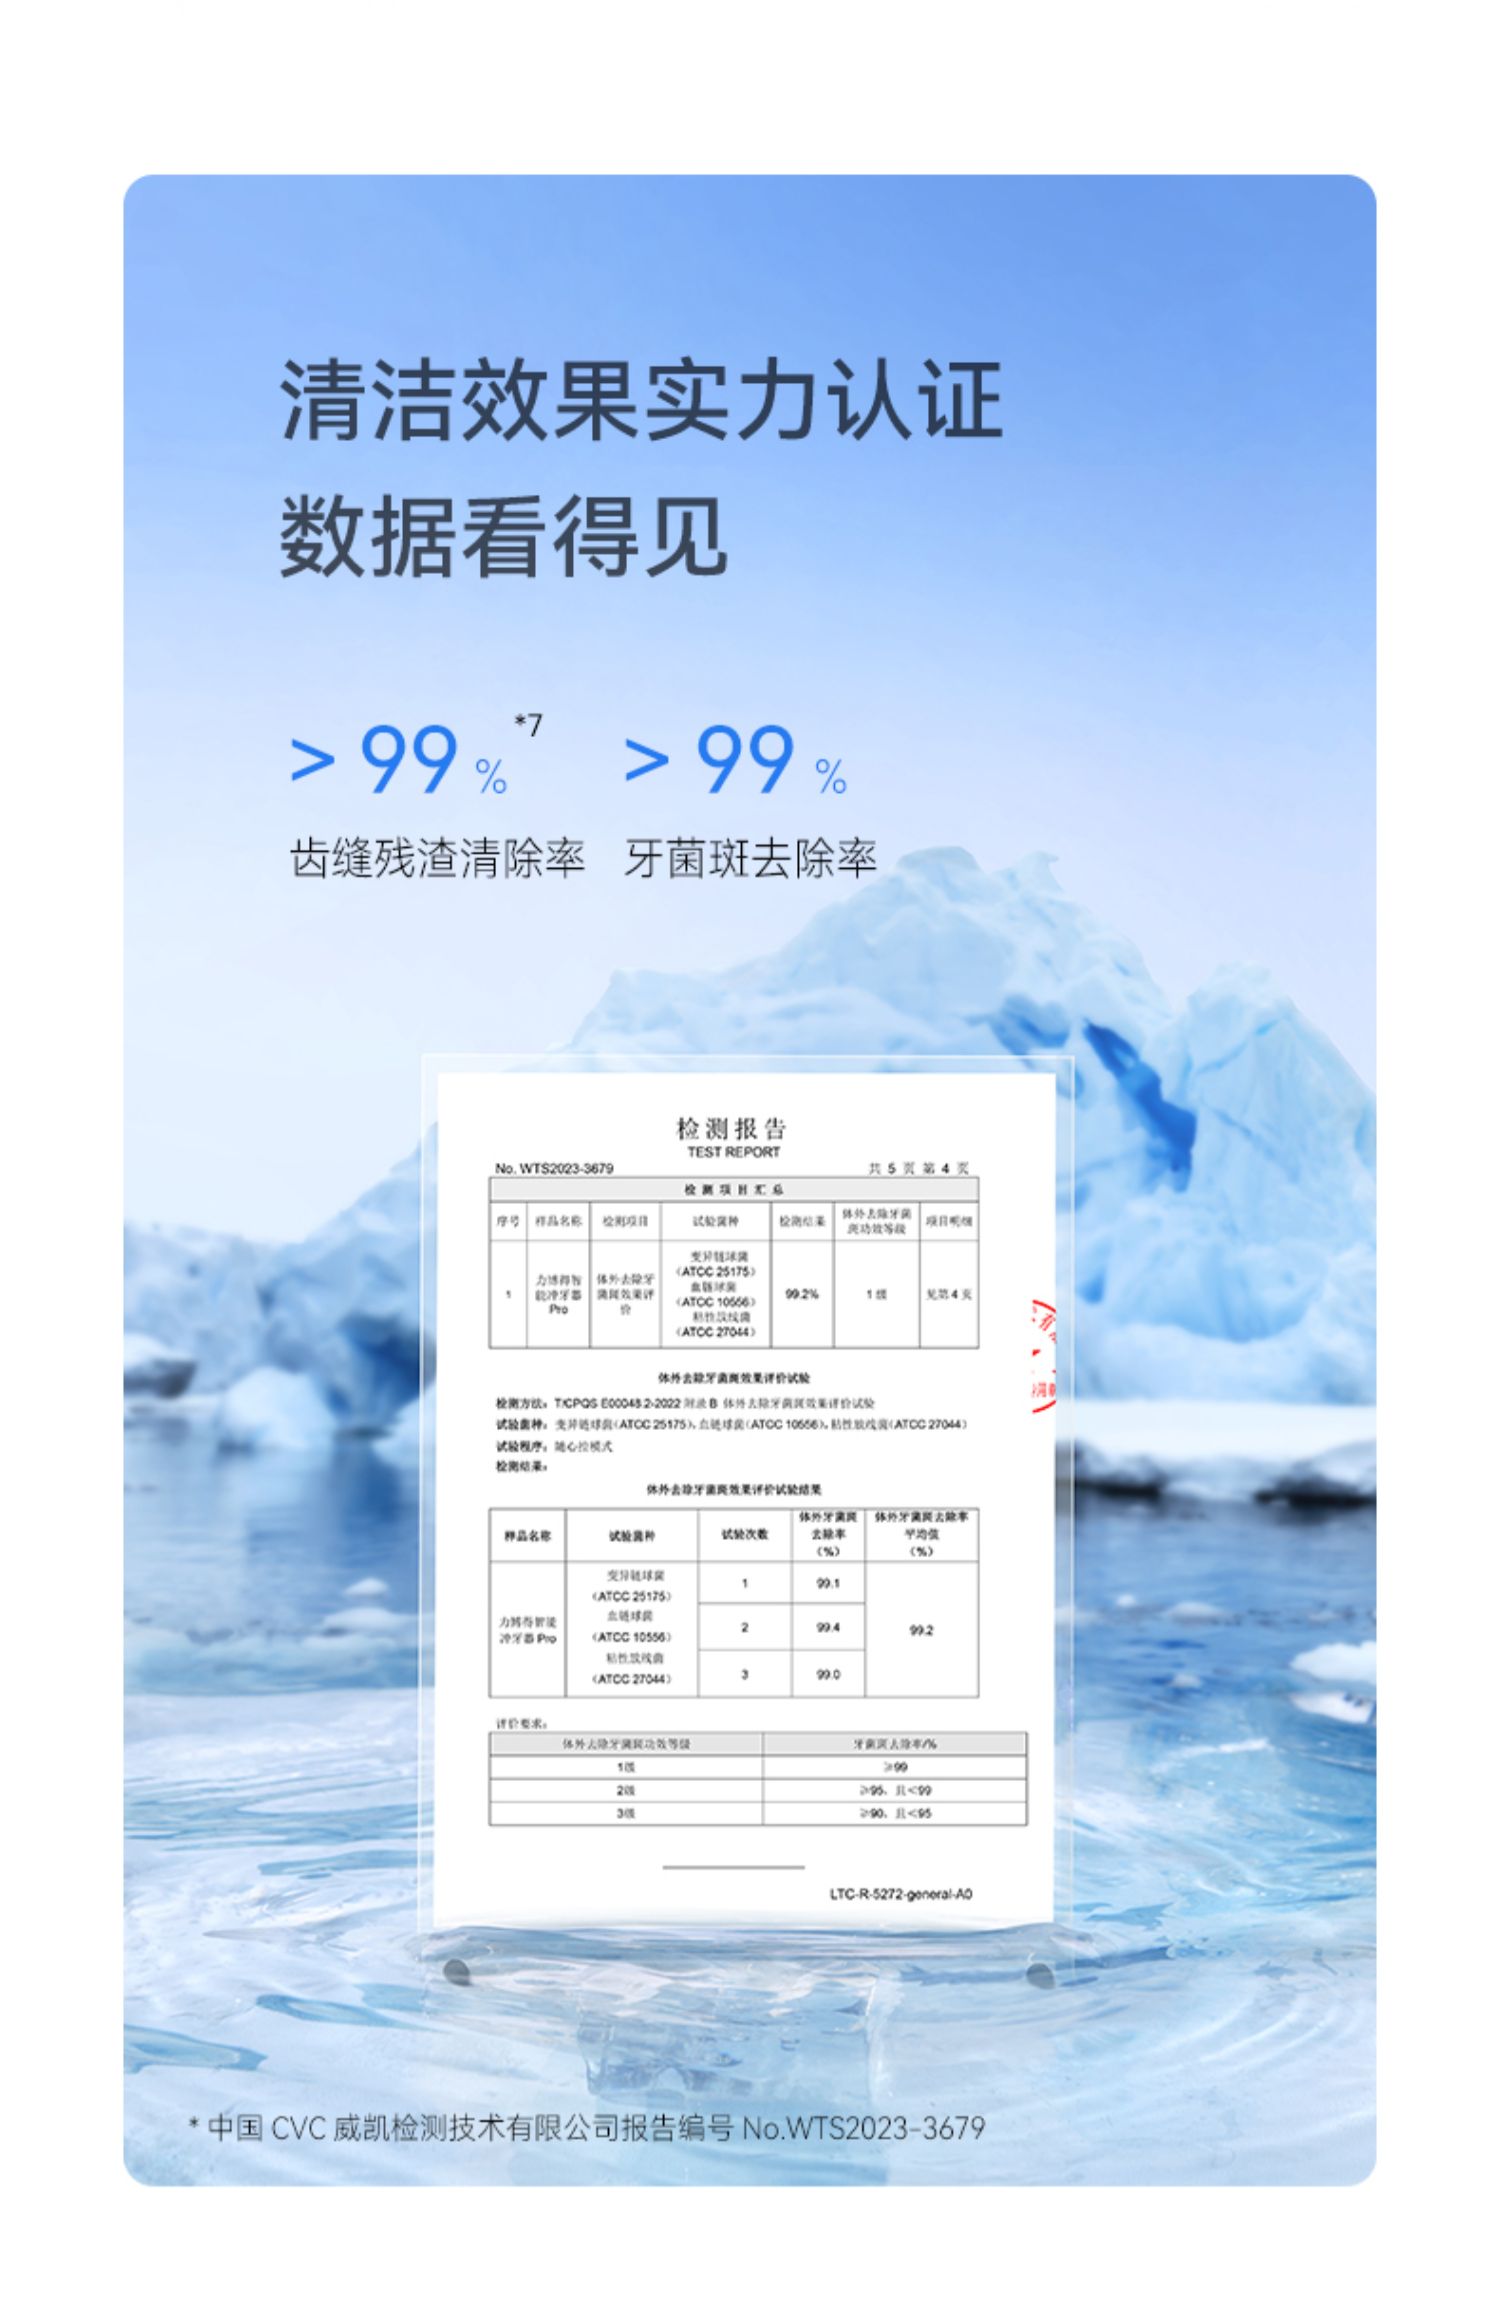 清洁效果实力认证
数据看得见
> 99 % *7 > 99 %
齿缝残渣清除率 牙菌斑去除率
检测报告
TEST REPORT
No. WTS2023-3679 共 5 页 第 4 页
检测项目汇总
序号 样品名称 检测项目 试验菌种 检测结果 体外去除牙菌斑功效等级 项目明细
1 力博得智能冲牙器 Pro 体外去除牙菌斑效果评价 变异链球菌 (ATCC 25175) 血链球菌 (ATCC 10556) 粘性放线菌 (ATCC 27044) 99.2% 1 级 见第 4 页
体外去除牙菌斑效果评价试验
检测方法：T/CPQS E00048.2-2022 附录 B 体外去除牙菌斑效果评价试验
试验菌种：变异链球菌(ATCC 25175)、血链球菌(ATCC 10556)、粘性放线菌(ATCC 27044)
试验程序：随心控模式
检测结果：
体外去除牙菌斑效果评价试验结果
样品名称 试验菌种 试验次数 体外牙菌斑去除率 (%) 体外牙菌斑去除率平均值 (%)
力博得智能冲牙器 Pro 变异链球菌 (ATCC 25175) 血链球菌 (ATCC 10556) 粘性放线菌 (ATCC 27044)
1 99.1
2 99.4
3 99.0
99.2
评价要求：
体外去除牙菌斑功效等级 牙菌斑去除率/%
1级 ≥99
2级 ≥95，且＜99
3级 ≥90，且＜95
LTC-R-5272-general-A0
* 中国 CVC 威凯检测技术有限公司报告编号 No.WTS2023-3679